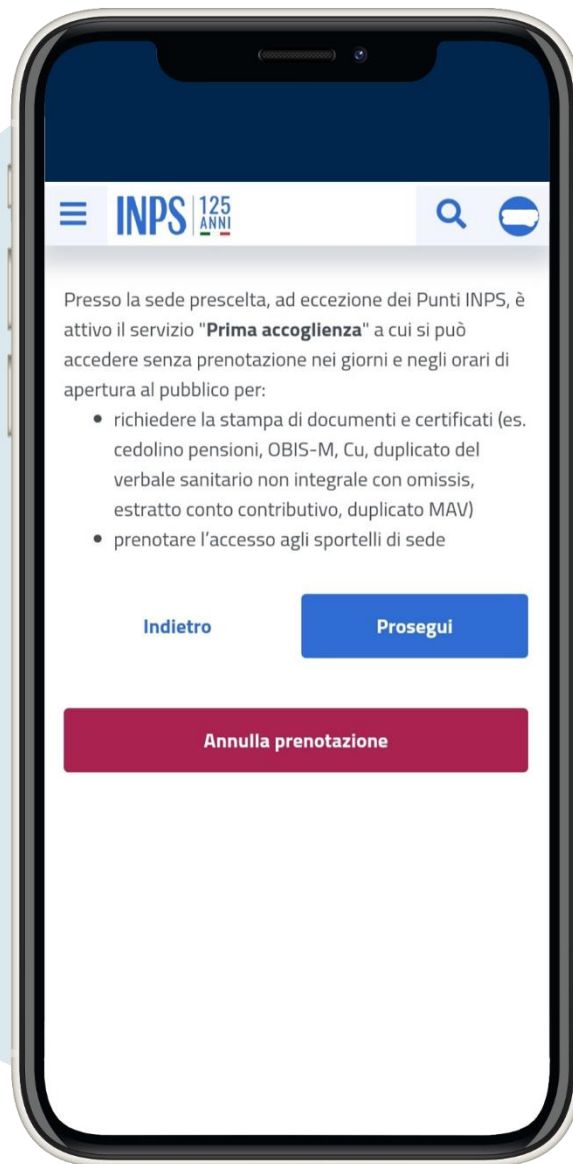 INPS 125 ANNI
Presso la sede prescelta, ad eccezione dei Punti INPS, è
attivo il servizio "Prima accoglienza" a cui si può
accedere senza prenotazione nei giorni e negli orari di
apertura al pubblico per:
richiedere la stampa di documenti e certificati (es.
cedolino pensioni, OBIS-M, Cu, duplicato del
verbale sanitario non integrale con omissis,
estratto conto contributivo, duplicato MAV)
prenotare l'accesso agli sportelli di sede
Indietro
Prosegui
Annulla prenotazione